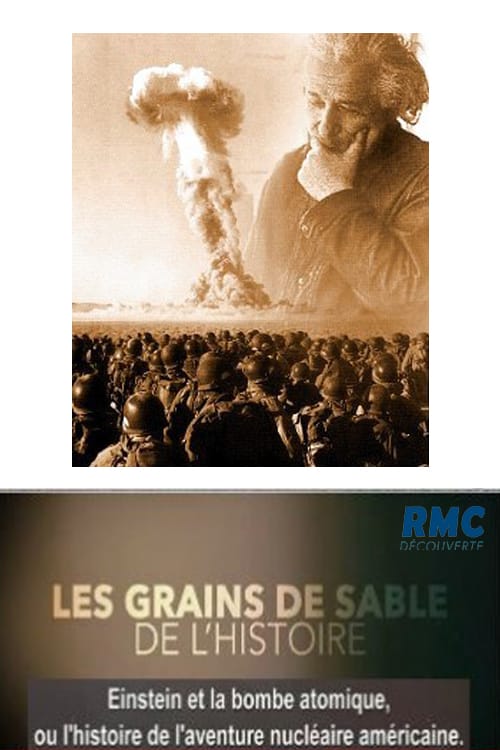 RMC
DÉCOUVERTE
LES GRAINS DE SABLE
DE L'HISTOIRE
Einstein et la bombe atomique,
ou l'histoire de l'aventure nucléaire américaine.